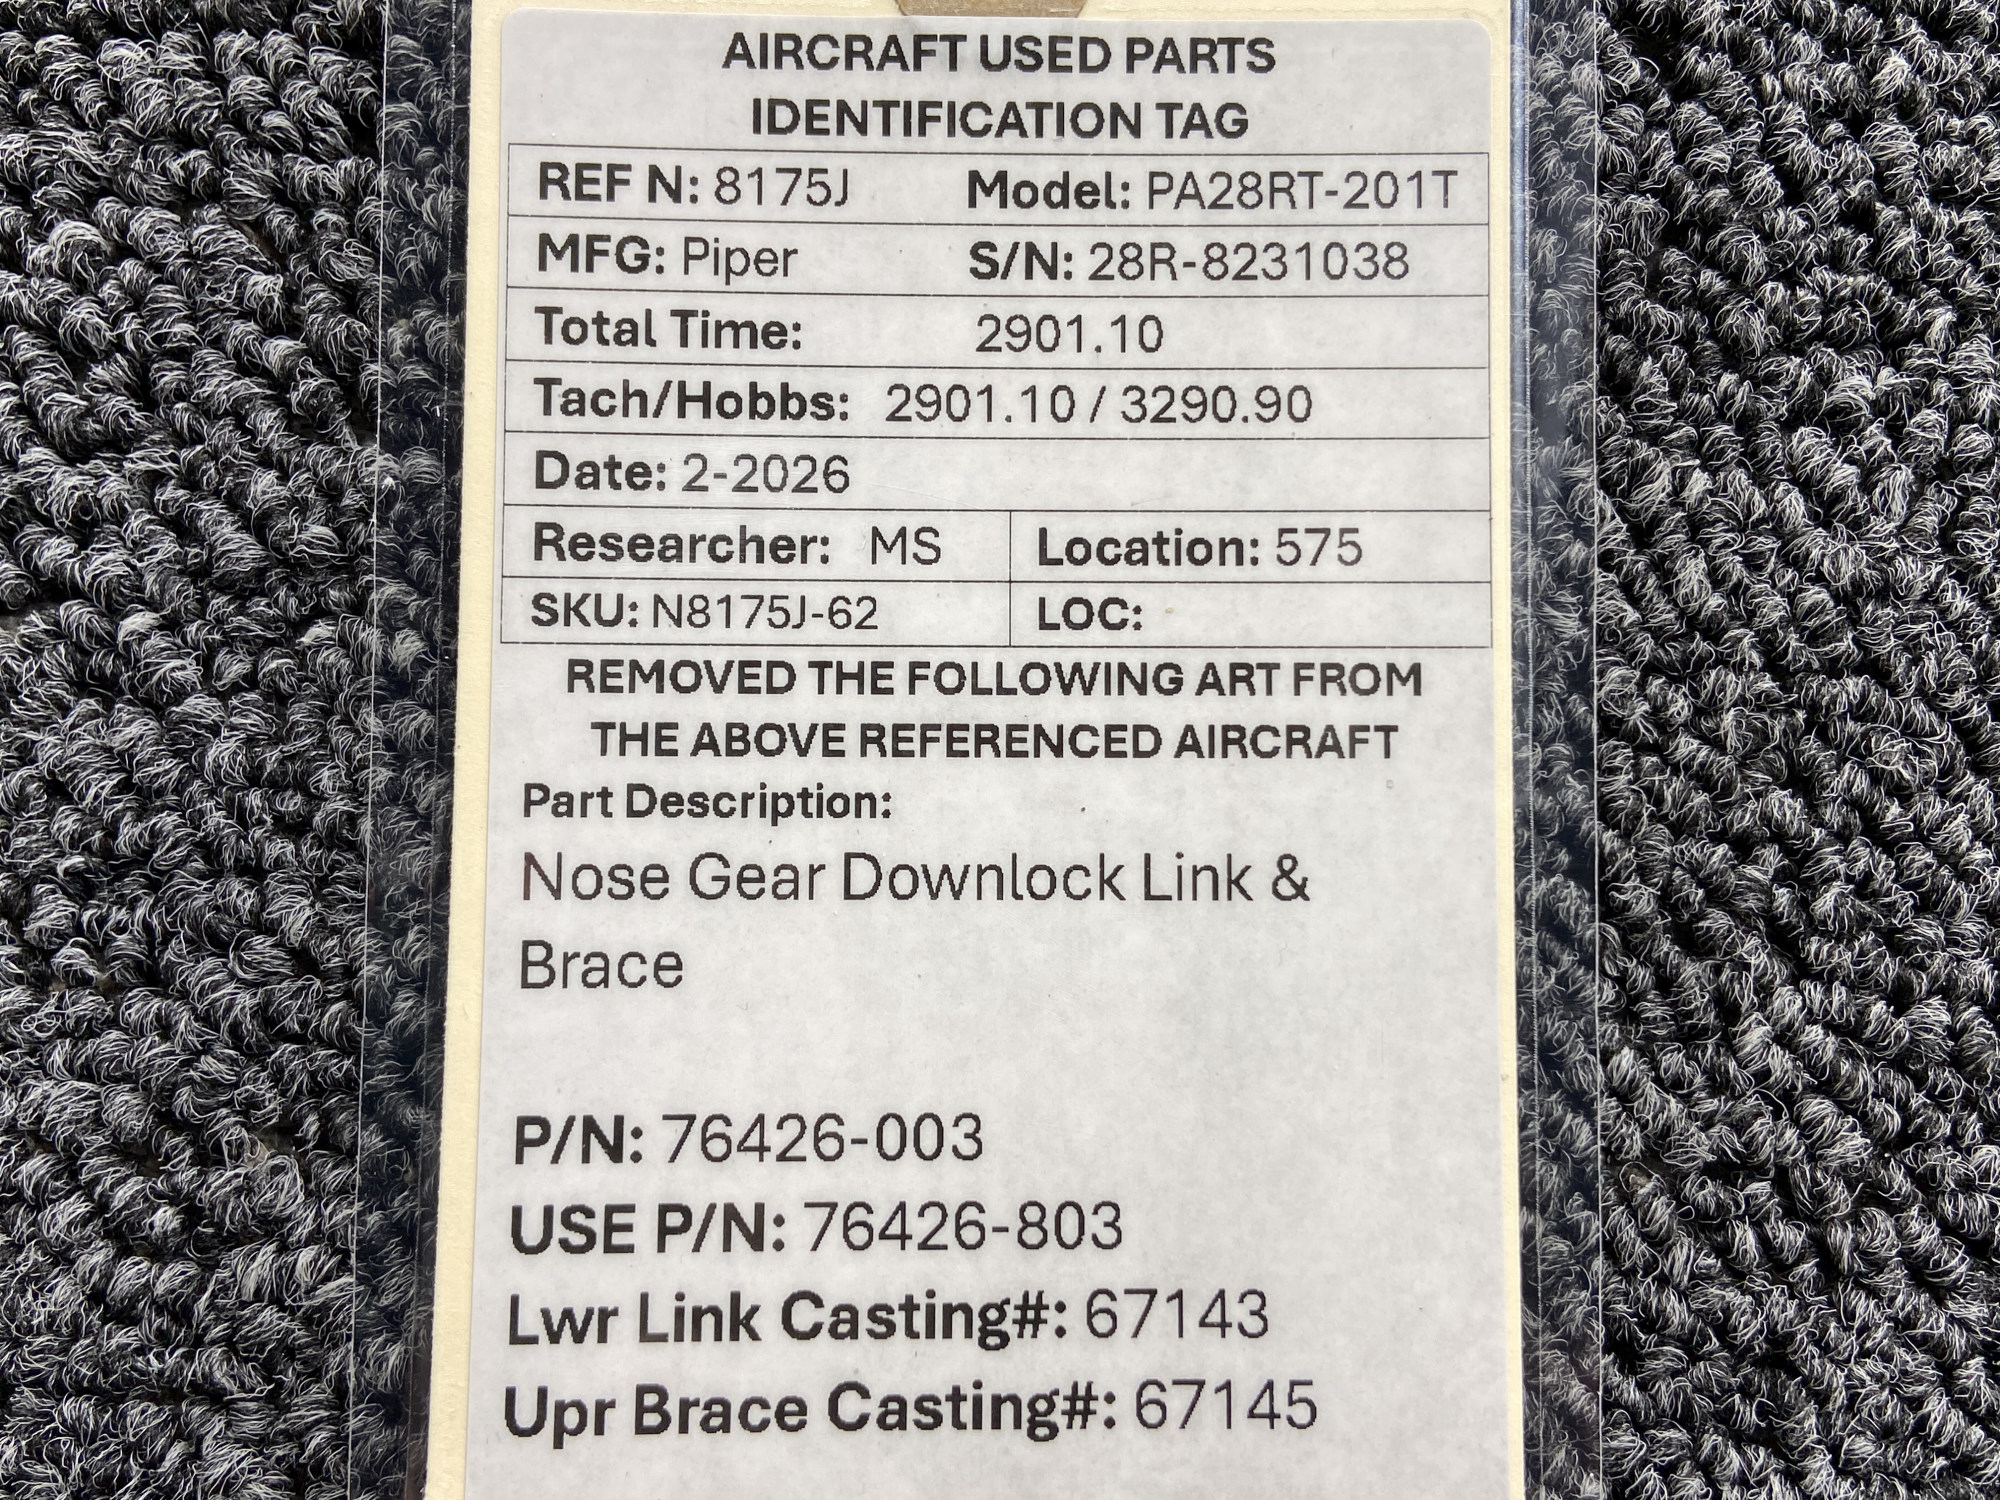 AIRCRAFT USED PARTS
IDENTIFICATION TAG
REF N: 8175J Model: PA28RT-201T
MFG: Piper S/N: 28R-8231038
Total Time: 2901.10
Tach/Hobbs: 2901.10 / 3290.90
Date: 2-2026
Researcher: MS Location: 575
SKU: N8175J-62 LOC:
REMOVED THE FOLLOWING ART FROM
THE ABOVE REFERENCED AIRCRAFT
Part Description:
Nose Gear Downlock Link &
Brace
P/N: 76426-003
USE P/N: 76426-803
Lwr Link Casting#: 67143
Upr Brace Casting#: 67145